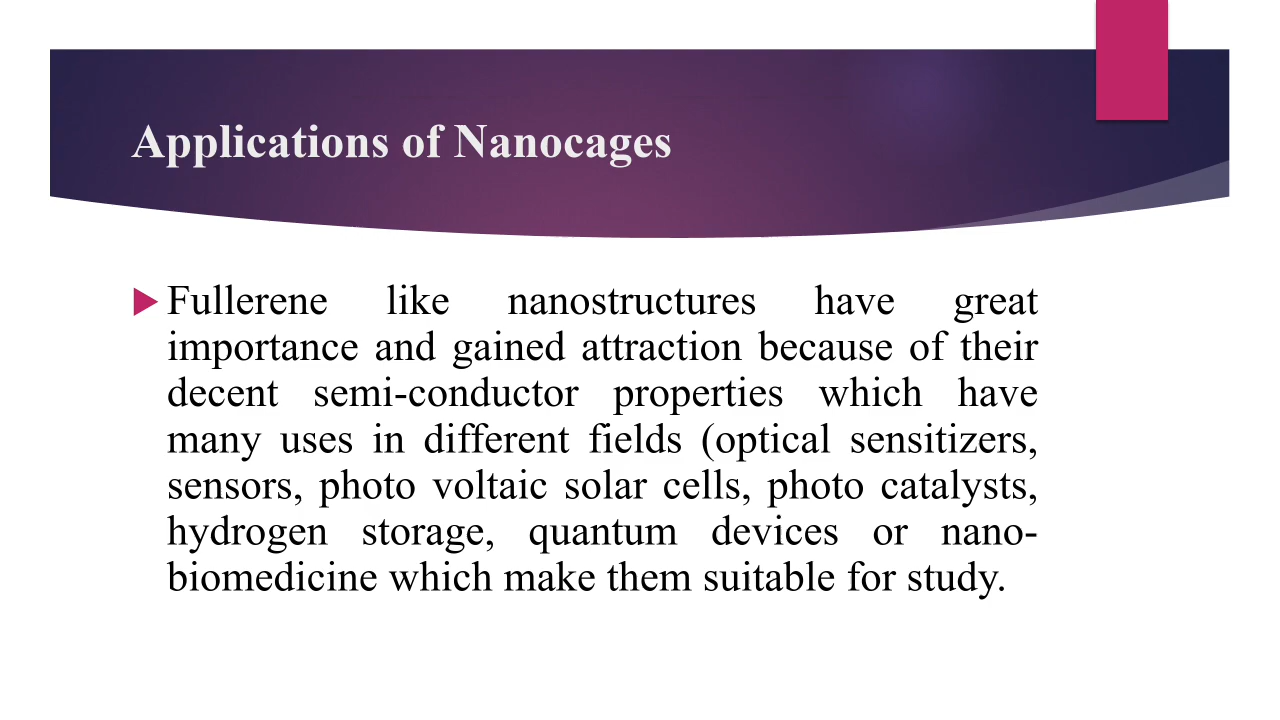 Applications of Nanocages
Fullerene like nanostructures have great
importance and gained attraction because of their
decent semi-conductor properties which have
many uses in different fields (optical sensitizers,
sensors, photo voltaic solar cells, photo catalysts,
hydrogen storage, quantum devices or nano-
biomedicine which make them suitable for study.